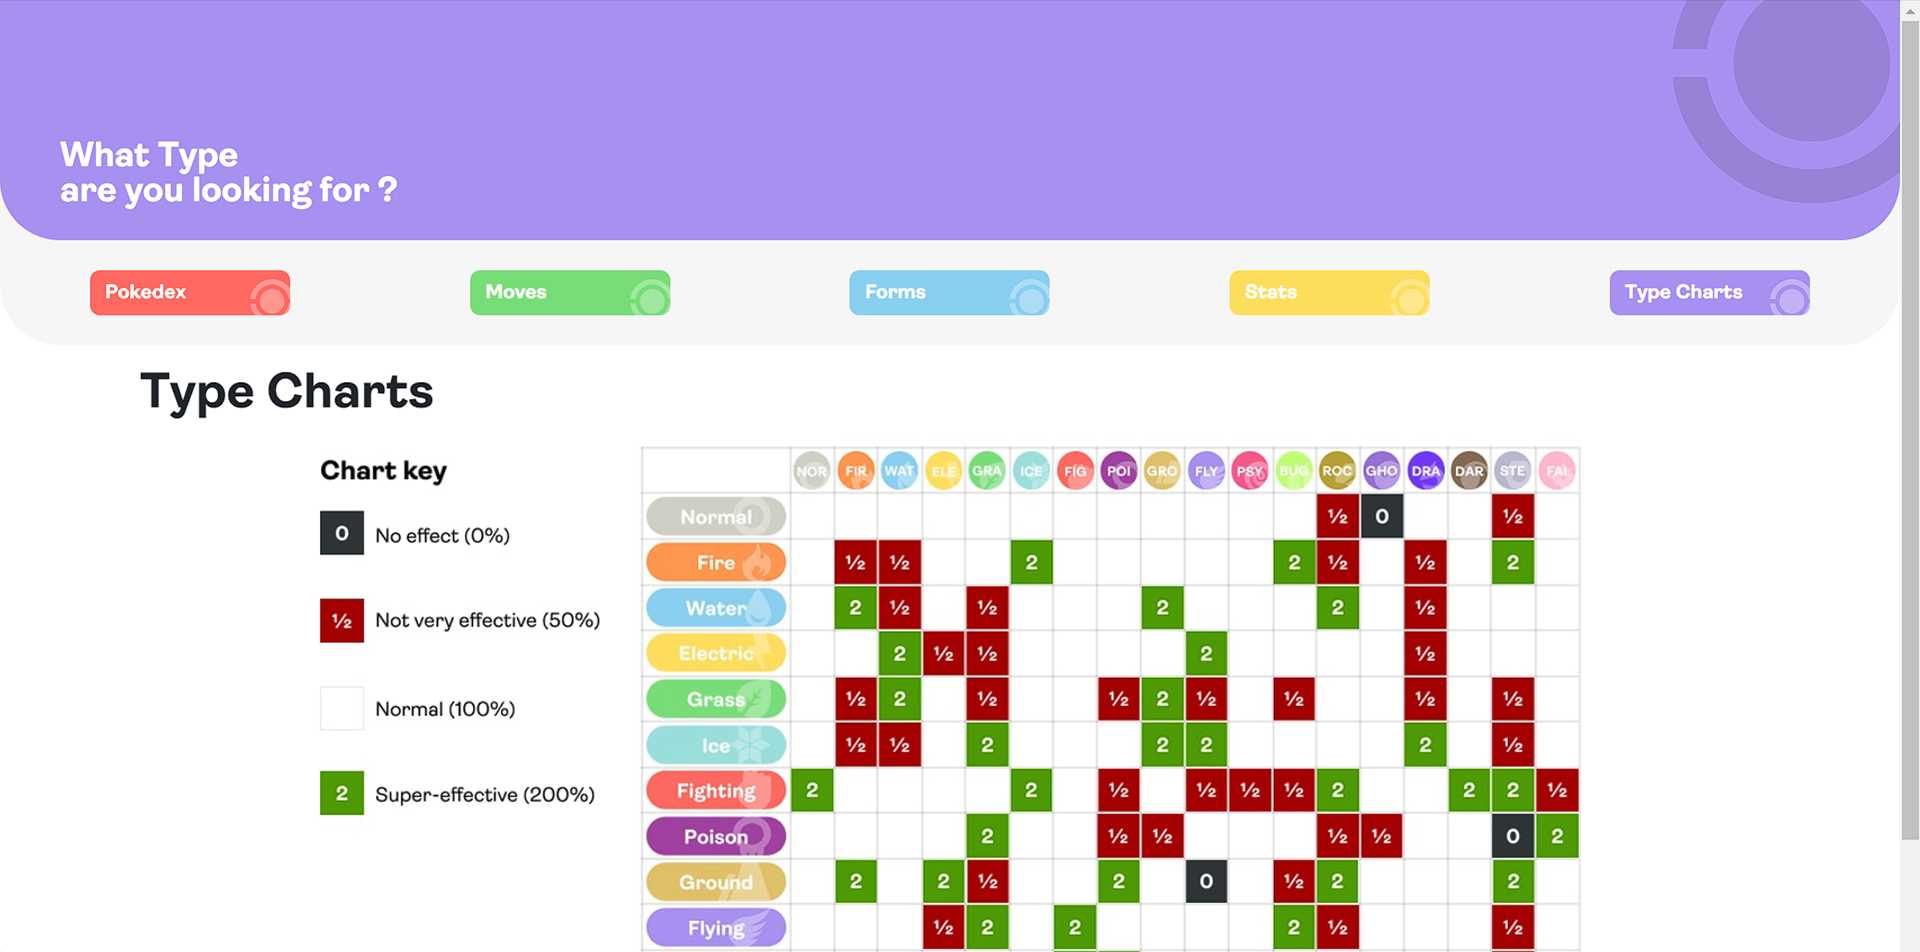 What Type
are you looking for ?
Pokedex Moves Forms Stats Type Charts
Type Charts
Chart key
0 No effect (0%)
½ Not very effective (50%)
Normal (100%)
2 Super-effective (200%)
NOR FIR WAT ELE GRA ICE FIG POI GRO FLY PSY BUG ROC GHO DRA DAR STE FAI
Normal ½ 0 ½
Fire ½ ½ 2 2 ½ ½ 2
Water 2 ½ ½ 2 2 ½
Electric 2 ½ ½ 2 ½
Grass ½ 2 ½ ½ 2 ½ ½ ½ ½
Ice ½ ½ 2 2 2 2 ½
Fighting 2 2 ½ ½ ½ ½ 2 2 2 ½
Poison 2 ½ ½ ½ ½ 0 2
Ground 2 2 ½ 2 0 ½ 2 2
Flying ½ 2 2 2 ½ ½